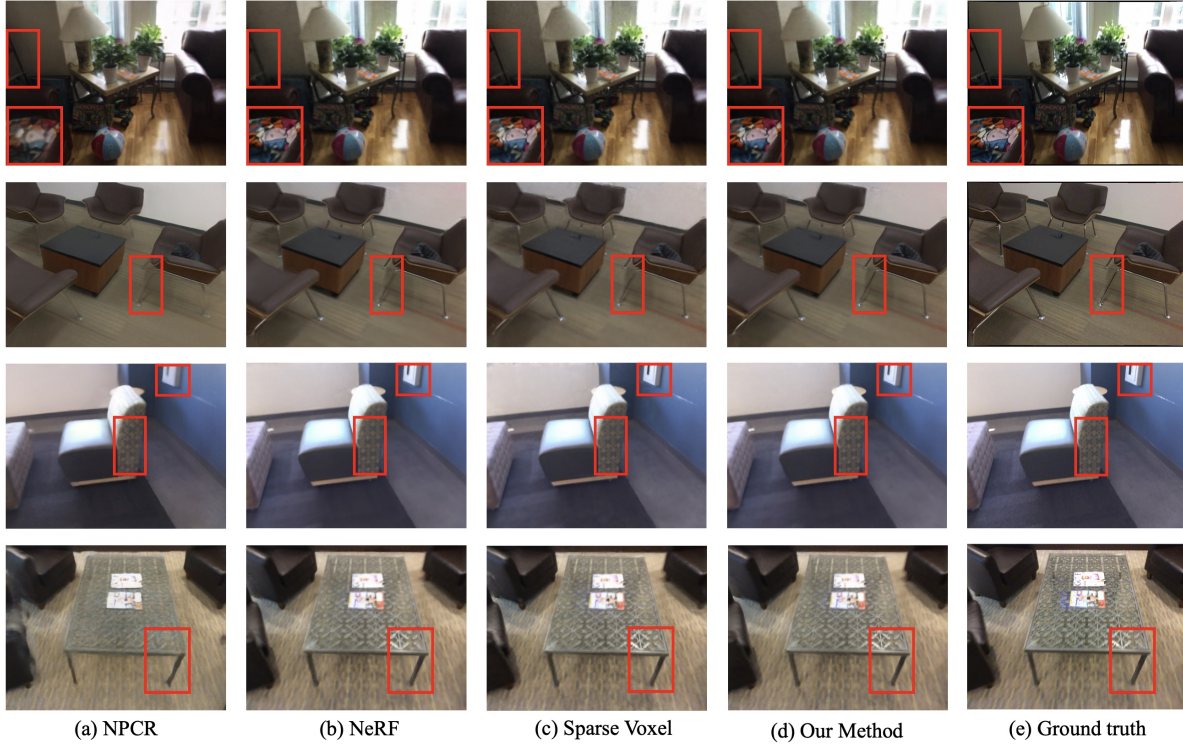 (a) NPCR
(b) NeRF
(c) Sparse Voxel
(d) Our Method
(e) Ground truth